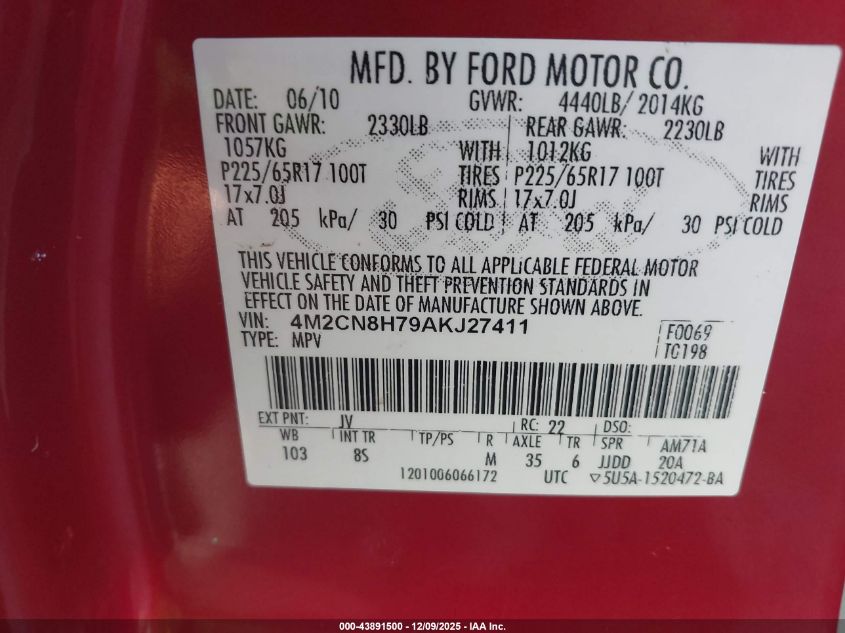 MFD. BY FORD MOTOR CO.
DATE: 06/10 GVWR: 4440LB/ 2014KG
FRONT GAWR: 2330LB REAR GAWR: 2230LB
1057KG WITH 1012KG WITH
P225/65R17 100T TIRES P225/65R17 100T TIRES
17x7.0J RIMS 17x7.0J RIMS
AT 205 kPa/ 30 PSI COLD AT 205 kPa/ 30 PSI COLD
THIS VEHICLE CONFORMS TO ALL APPLICABLE FEDERAL MOTOR
VEHICLE SAFETY AND THEFT PREVENTION STANDARDS IN
EFFECT ON THE DATE OF MANUFACTURE SHOWN ABOVE.
VIN: 4M2CN8H79AKJ27411 F0069
TYPE: MPV TC198
EXT PNT: JV RC: 22 DSO:
WB INT TR TP/PS R AXLE TR SPR AM71A
103 8S M 35 6 JJDD 20A
1201006066172 UTC ▽5U5A-1520472-BA
000-43891500 - 12/09/2025 - IAA Inc.